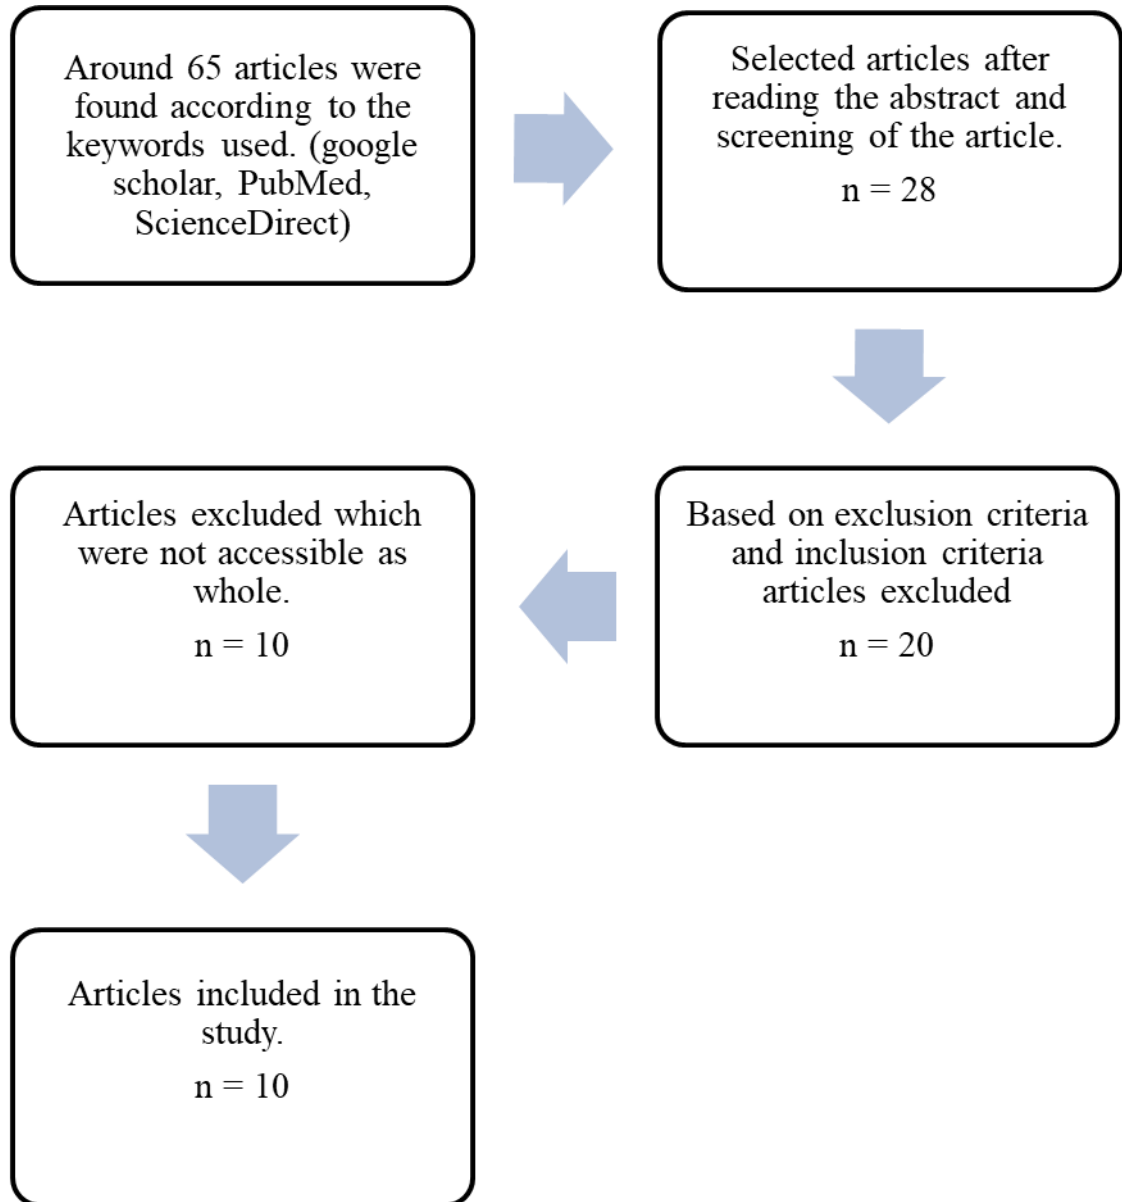 Around 65 articles were
found according to the
keywords used. (google
scholar, PubMed,
ScienceDirect)
Selected articles after
reading the abstract and
screening of the article.
n = 28
Based on exclusion criteria
and inclusion criteria
articles excluded
n = 20
Articles excluded which
were not accessible as
whole.
n = 10
Articles included in the
study.
n = 10